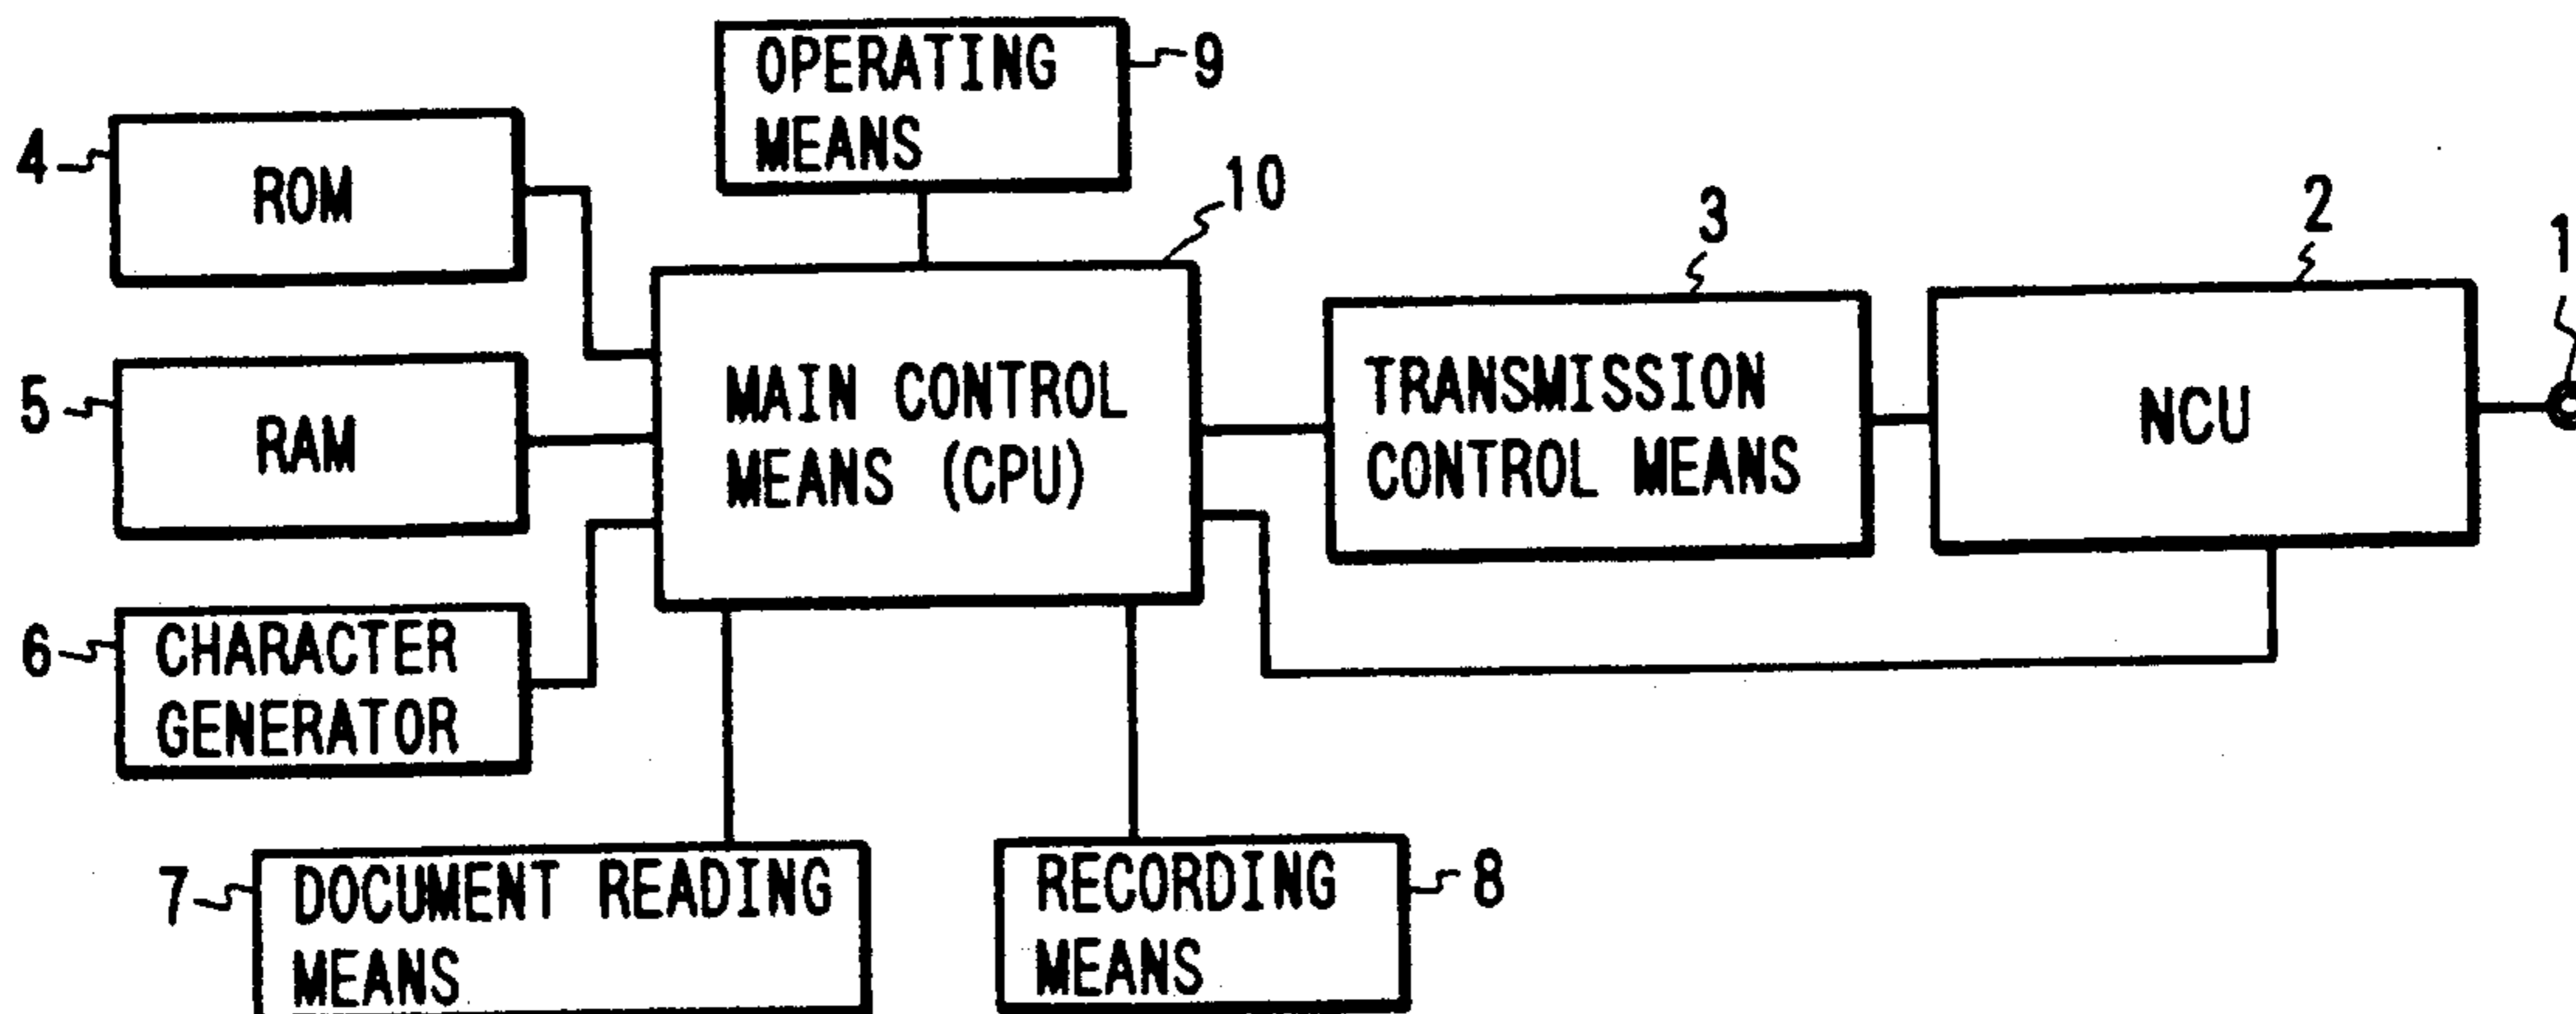 OPERATING
MEANS
9
4
ROM
10
3
2
1
5
RAM
MAIN CONTROL
MEANS (CPU)
TRANSMISSION
CONTROL MEANS
NCU
6
CHARACTER
GENERATOR
7
DOCUMENT READING
MEANS
RECORDING
MEANS
8